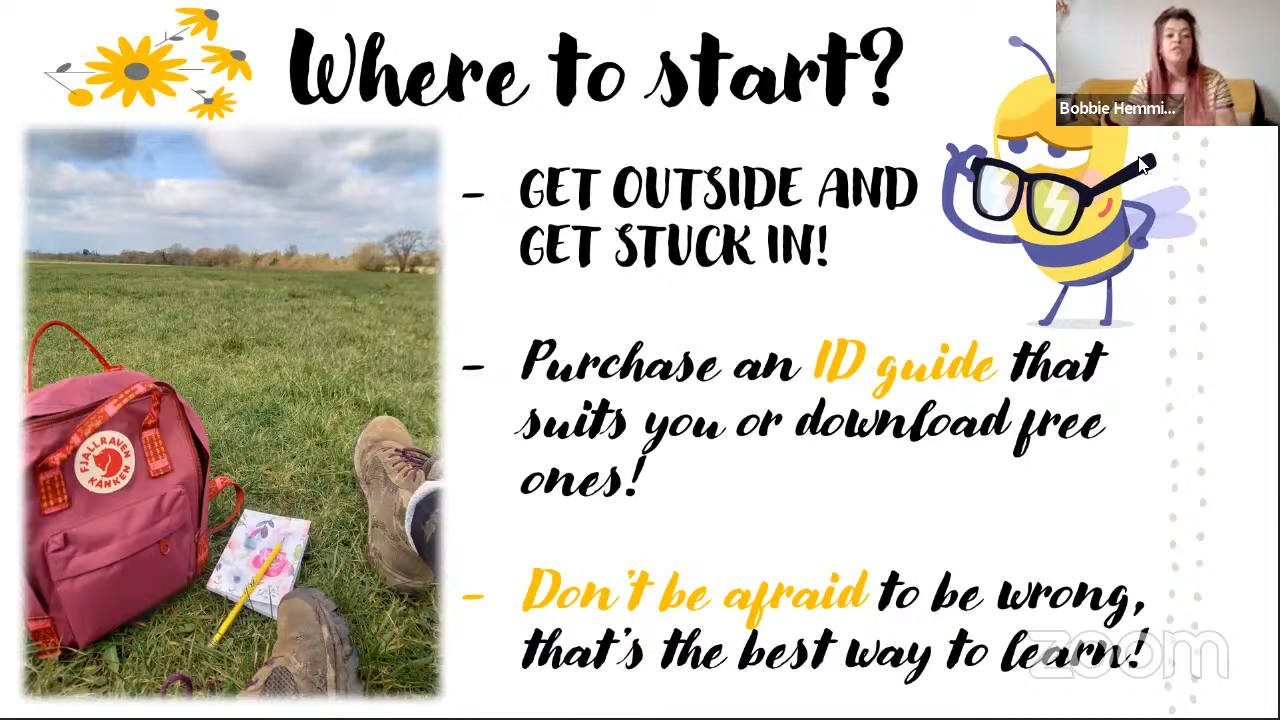 Where to start?
Bobbie Hemmi...
- GET OUTSIDE AND
GET STUCK IN!
- Purchase an ID guide that
suits you or download free
ones!
- Don't be afraid to be wrong,
that's the best way to learn!
FJÄLLRÄVEN
KÅNKEN
zoom